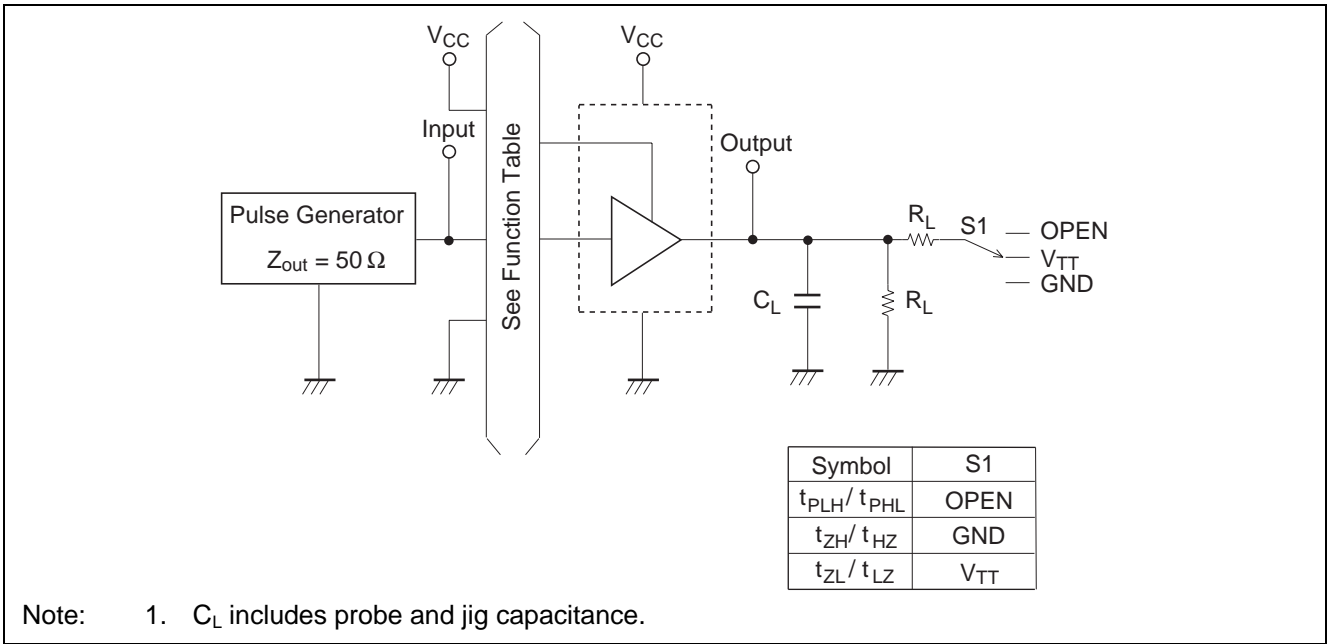 VCC
VCC
Input
See Function Table
Output
Pulse Generator
Zout = 50 Ω
RL
S1
OPEN
VTT
GND
CL
RL
Symbol S1
tPLH/ tPHL OPEN
tZH/ tHZ GND
tZL/ tLZ VTT
Note: 1. CL includes probe and jig capacitance.